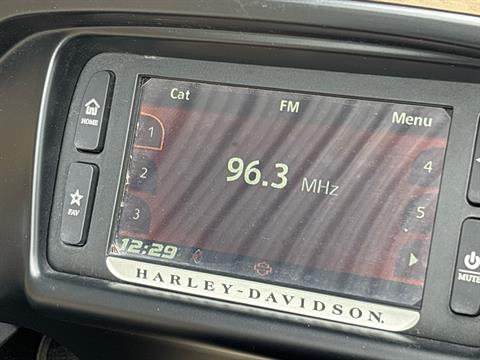 Cat FM Menu
HOME
1
96.3 MHz
4
2
FAV
3
5
12:29
MUTE
HARLEY-DAVIDSON.